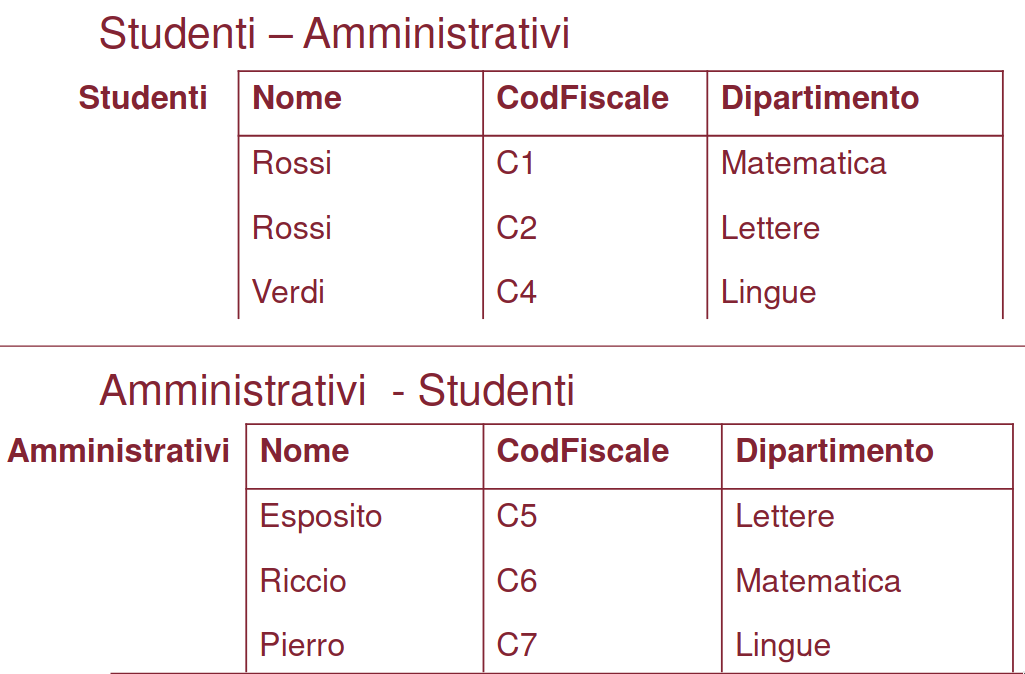 Studenti – Amministrativi
Studenti Nome CodFiscale Dipartimento
Rossi C1 Matematica
Rossi C2 Lettere
Verdi C4 Lingue
Amministrativi - Studenti
Amministrativi Nome CodFiscale Dipartimento
Esposito C5 Lettere
Riccio C6 Matematica
Pierro C7 Lingue